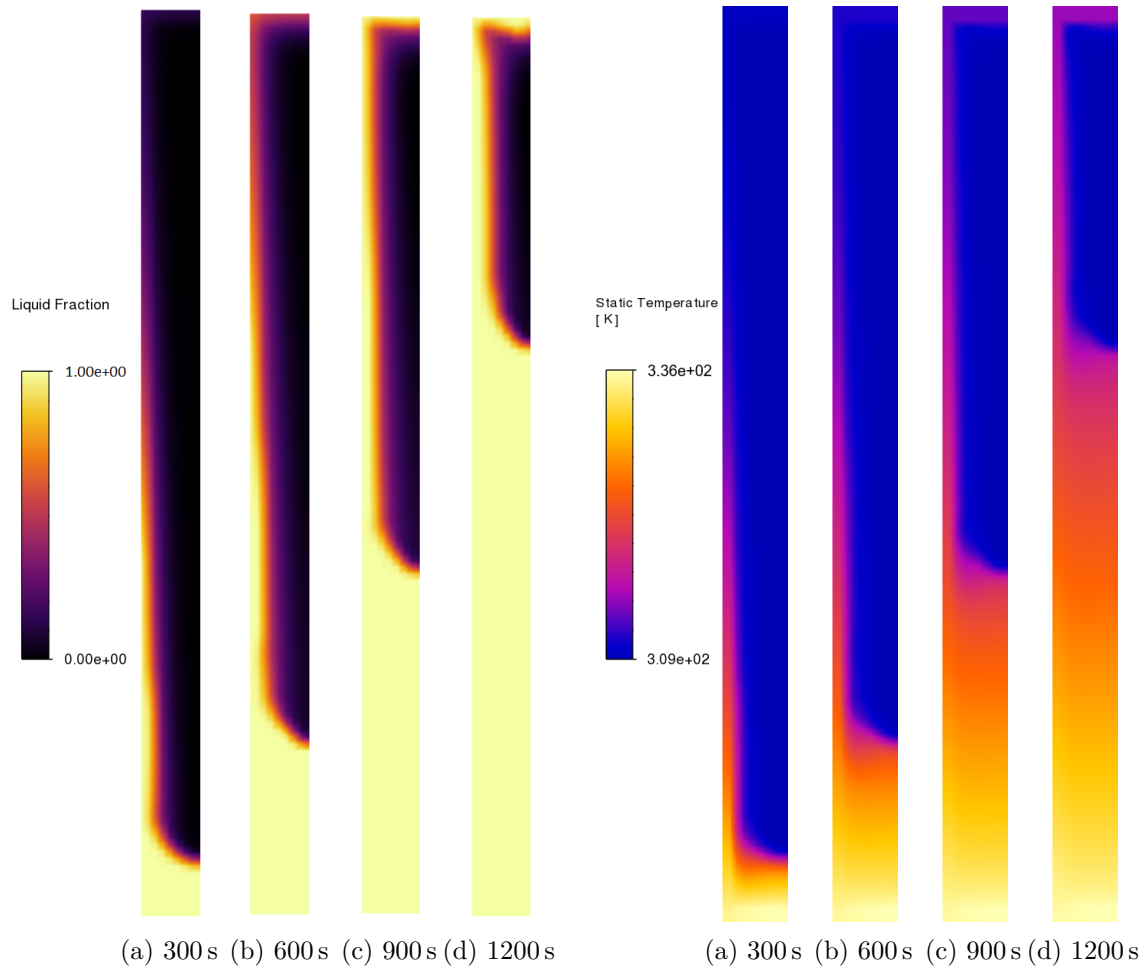 Liquid Fraction
1.00e+00
0.00e+00
Static Temperature
[ K]
3.36e+02
3.09e+02
(a) 300 s (b) 600 s (c) 900 s (d) 1200 s
(a) 300 s (b) 600 s (c) 900 s (d) 1200 s